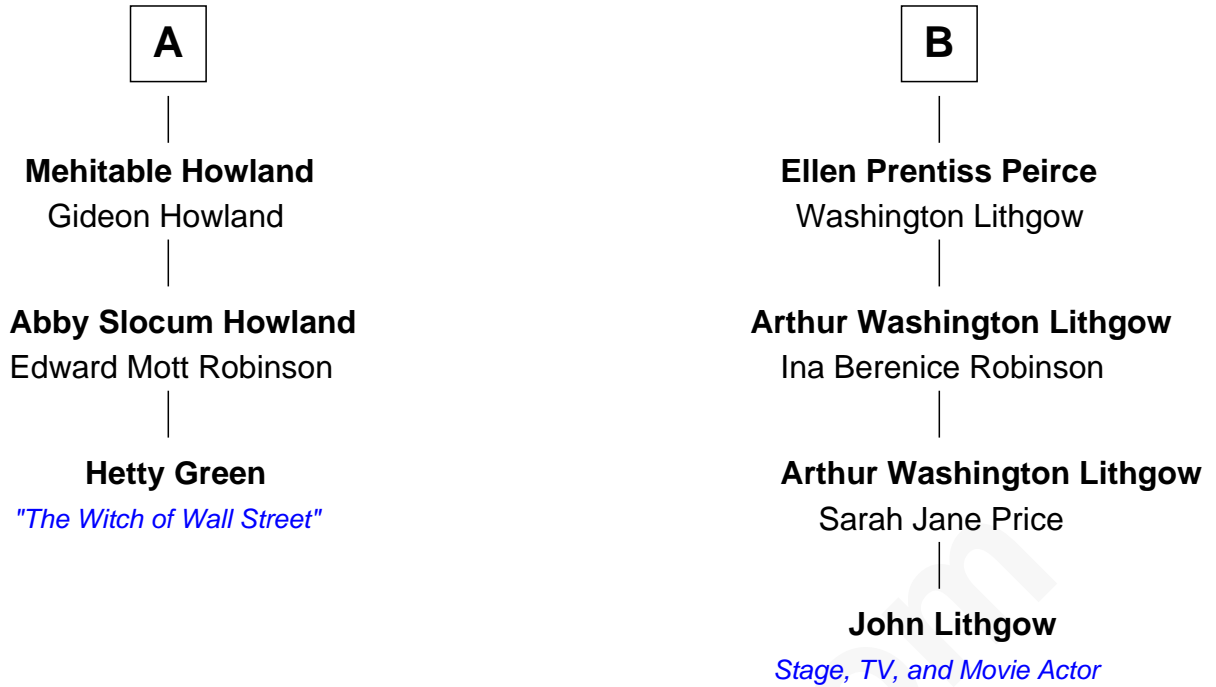 A
Mehitable Howland
Gideon Howland
Abby Slocum Howland
Edward Mott Robinson
Hetty Green
"The Witch of Wall Street"
B
Ellen Prentiss Peirce
Washington Lithgow
Arthur Washington Lithgow
Ina Berenice Robinson
Arthur Washington Lithgow
Sarah Jane Price
John Lithgow
Stage, TV, and Movie Actor